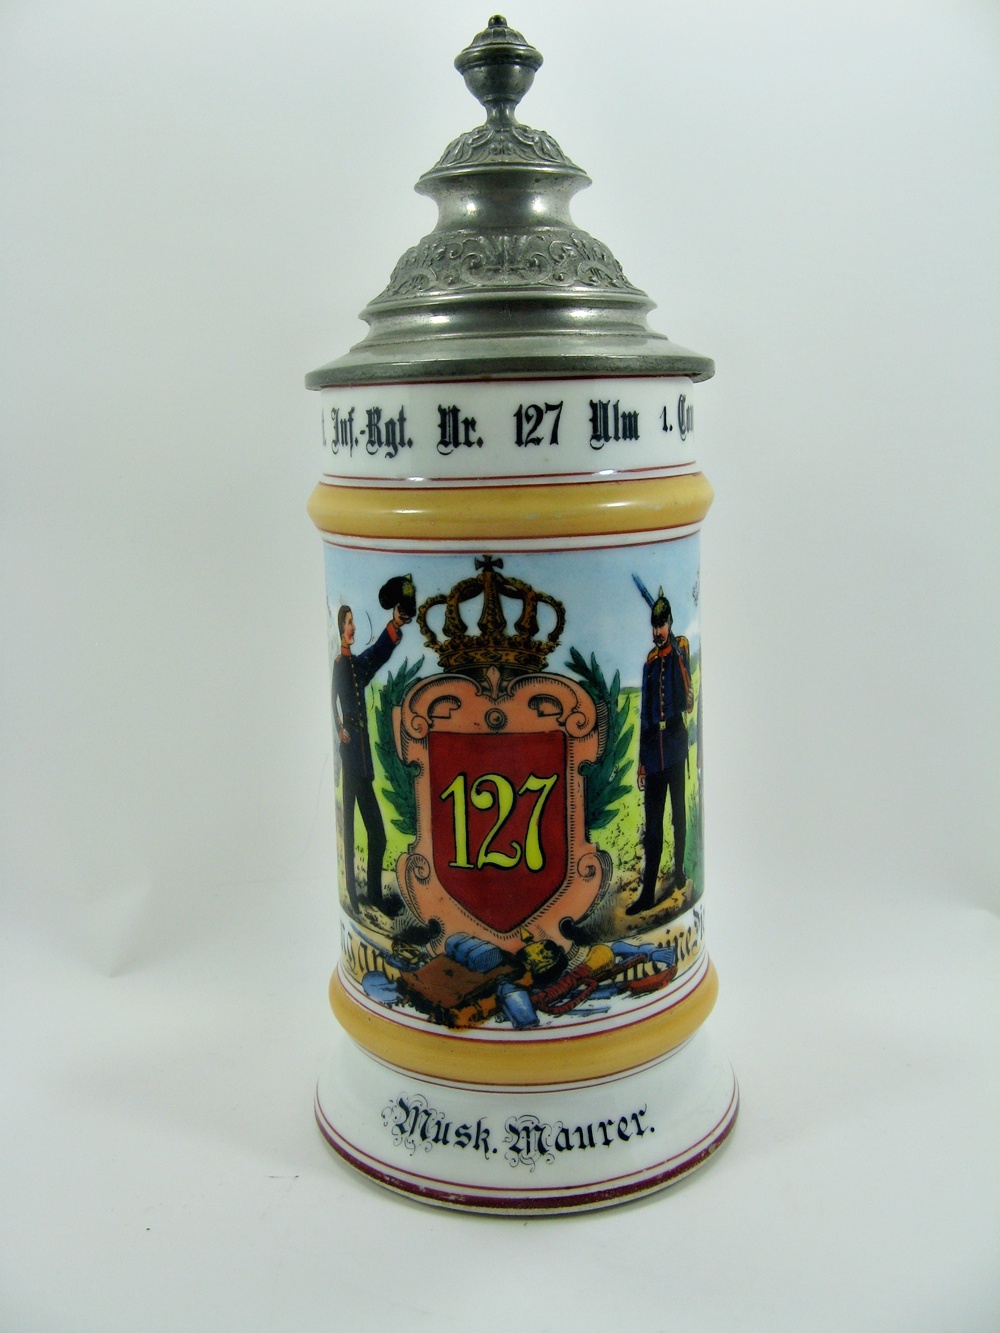 Inf.-Rgt. Nr. 127 Ulm 1.
127
Musk. Maurer.